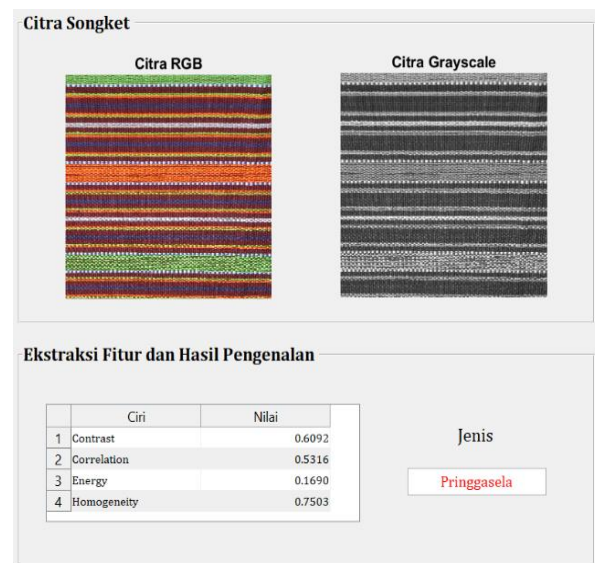 Citra Songket
Citra RGB
Citra Grayscale
Ekstraksi Fitur dan Hasil Pengenalan
Ciri Nilai
1 Contrast 0.6092
2 Correlation 0.5316
3 Energy 0.1690
4 Homogeneity 0.7503
Jenis
Pringgasela